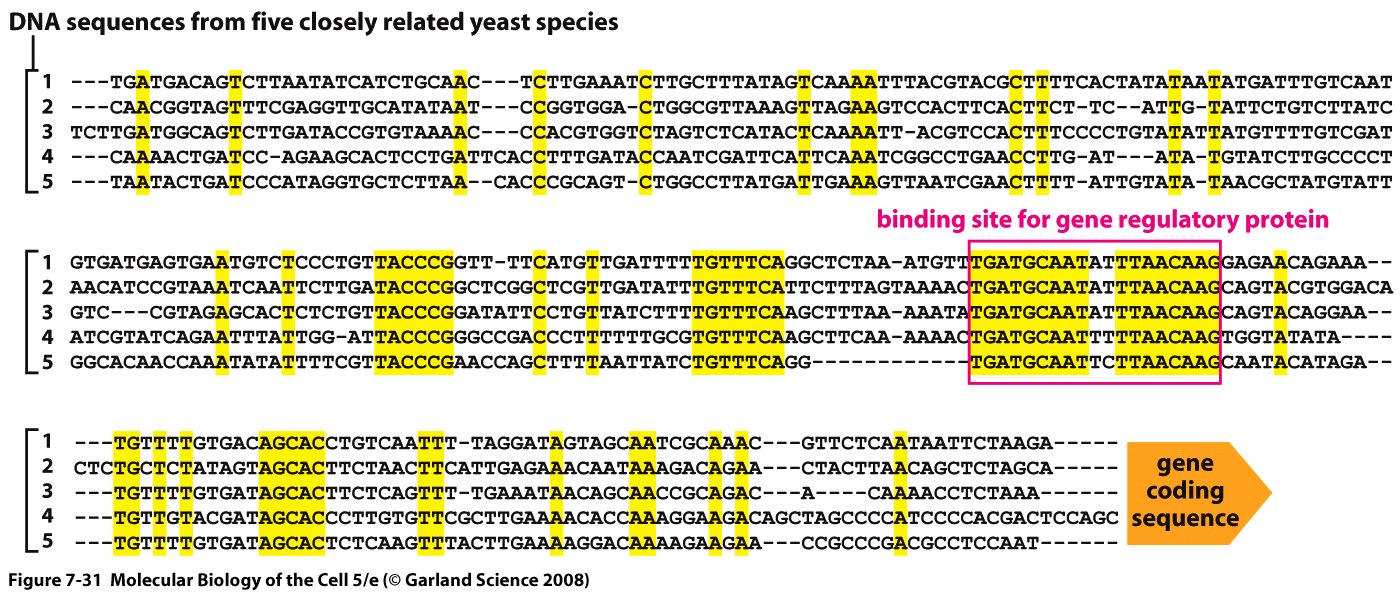 DNA sequences from five closely related yeast species
1 ---TGATGACAGTCTTAATATCATCTGCAAC---TCTTGAAATCTTGCTTTATAGTCAAAATTTACGTACGCTTTTCACTATATAATATGATTTGTCAAT
2 ---CAACGGTAGTTTCGAGGTTGCATATAAT---CCGGTGGA-CTGGCGTTAAAGTTAGAAGTCCACTTCACTTCT-TC--ATTG-TATTCTGTCTTATC
3 TCTTGATGGCAGTCTTGATACCGTGTAAAAC---CCACGTGGTCTAGTCTCATACTCAAAATT-ACGTCCACTTTCCCCTGTATATTATGTTTTGTCGAT
4 ---CAAAACTGATCC-AGAAGCACTCCTGATTCACCTTTGATACCAATCGATTCATTCAAATCGGCCTGAACCTTG-AT---ATA-TGTATCTTGCCCCT
5 ---TAATACTGATCCCATAGGTGCTCTTAA--CACCCGCAGT-CTGGCCTTATGATTGAAAGTTAATCGAACTTTT-ATTGTATA-TAACGCTATGTATT
binding site for gene regulatory protein
1 GTGATGAGTGAATGTCTCCCTGTTACCCGGTT-TTCATGTTGATTTTTGTTTCAGGCTCTAA-ATGTTTGATGCAATATTTAACAAGGAGAACAGAAA--
2 AACATCCGTAAATCAATTCTTGATACCCGGCTCGGCTCGTTGATATTTGTTTCATTCTTTAGTAAAACTGATGCAATATTTAACAAGCAGTACGTGGACA
3 GTC---CGTAGAGCACTCTCTGTTACCCGGATATTCCTGTTATCTTTTGTTTCAAGCTTTAA-AAATATGATGCAATATTTAACAAGCAGTACAGGAA--
4 ATCGTATCAGAATTTATTGG-ATTACCCGGGCCGACCCTTTTTTGCGTGTTTCAAGCTTCAA-AAAACTGATGCAATTTTTAACAAGTGGTATATA----
5 GGCACAACCAAATATATTTTCGTTACCCGAACCAGCTTTTAATTATCTGTTTCAGG------------TGATGCAATTCTTAACAAGCAATACATAGA--
1 ---TGTTTTGTGACAGCACCTGTCAATTT-TAGGATAGTAGCAATCGCAAAC---GTTCTCAATAATTCTAAGA-----
2 CTCTGCTCTATAGTAGCACTTCTAACTTCATTGAGAAACAATAAAGACAGAA---CTACTTAACAGCTCTAGCA-----
3 ---TGTTTTGTGATAGCACTTCTCAGTTT-TGAAATAACAGCAACCGCAGAC---A----CAAAACCTCTAAA------
4 ---TGTTGTACGATAGCACCCTTGTGTTCGCTTGAAAACACCAAAGGAAGACAGCTAGCCCCATCCCCACGACTCCAGC
5 ---TGTTTTGTGATAGCACTCTCAAGTTTACTTGAAAAGGACAAAAGAAGAA---CCGCCCGACGCCTCCAAT------
gene
coding
sequence
Figure 7-31 Molecular Biology of the Cell 5/e (© Garland Science 2008)